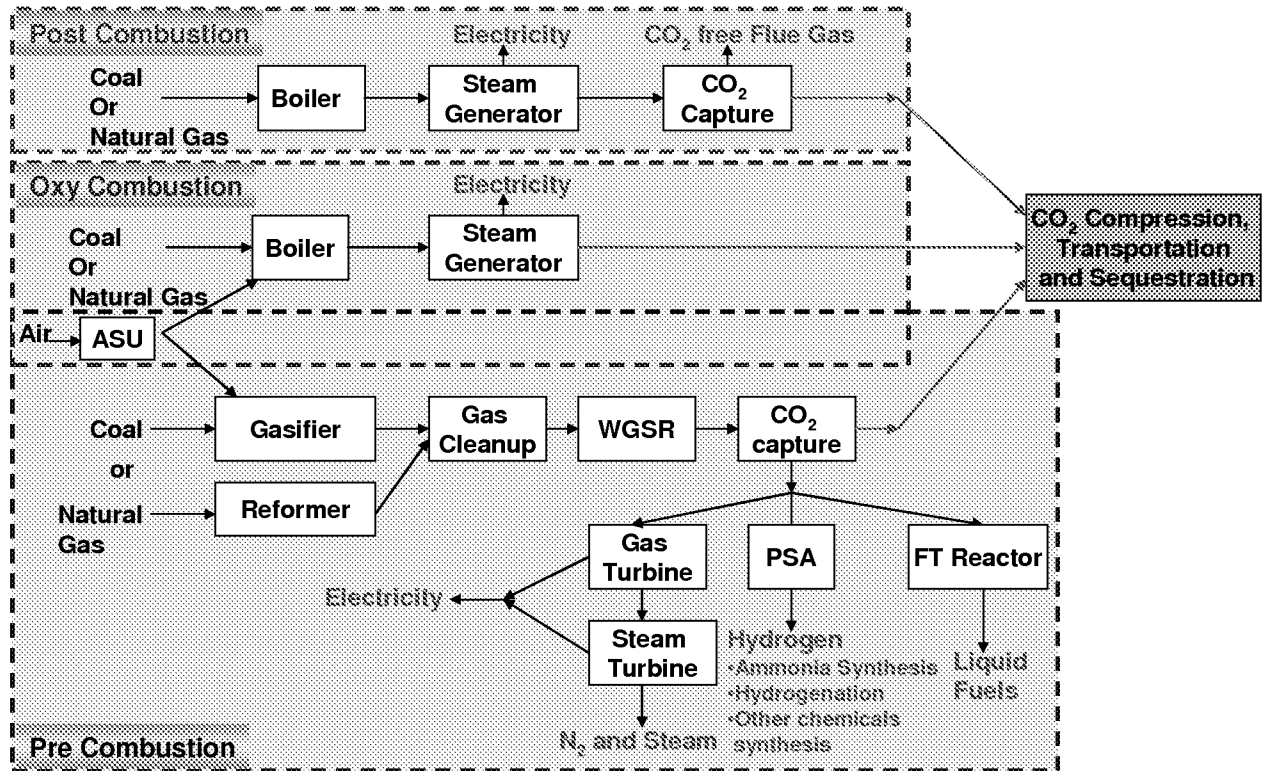 Post Combustion
Electricity
CO₂ free Flue Gas
Coal
Or
Natural Gas
Boiler
Steam
Generator
CO₂
Capture
Oxy Combustion
Electricity
Coal
Or
Natural Gas
Boiler
Steam
Generator
CO₂ Compression,
Transportation
and Sequestration
Air
ASU
Coal
or
Natural
Gas
Gasifier
Reformer
Gas
Cleanup
WGSR
CO₂
capture
Gas
Turbine
PSA
FT Reactor
Electricity
Steam
Turbine
Hydrogen
•Ammonia Synthesis
•Hydrogenation
•Other chemicals
synthesis
Liquid
Fuels
N₂ and Steam
Pre Combustion